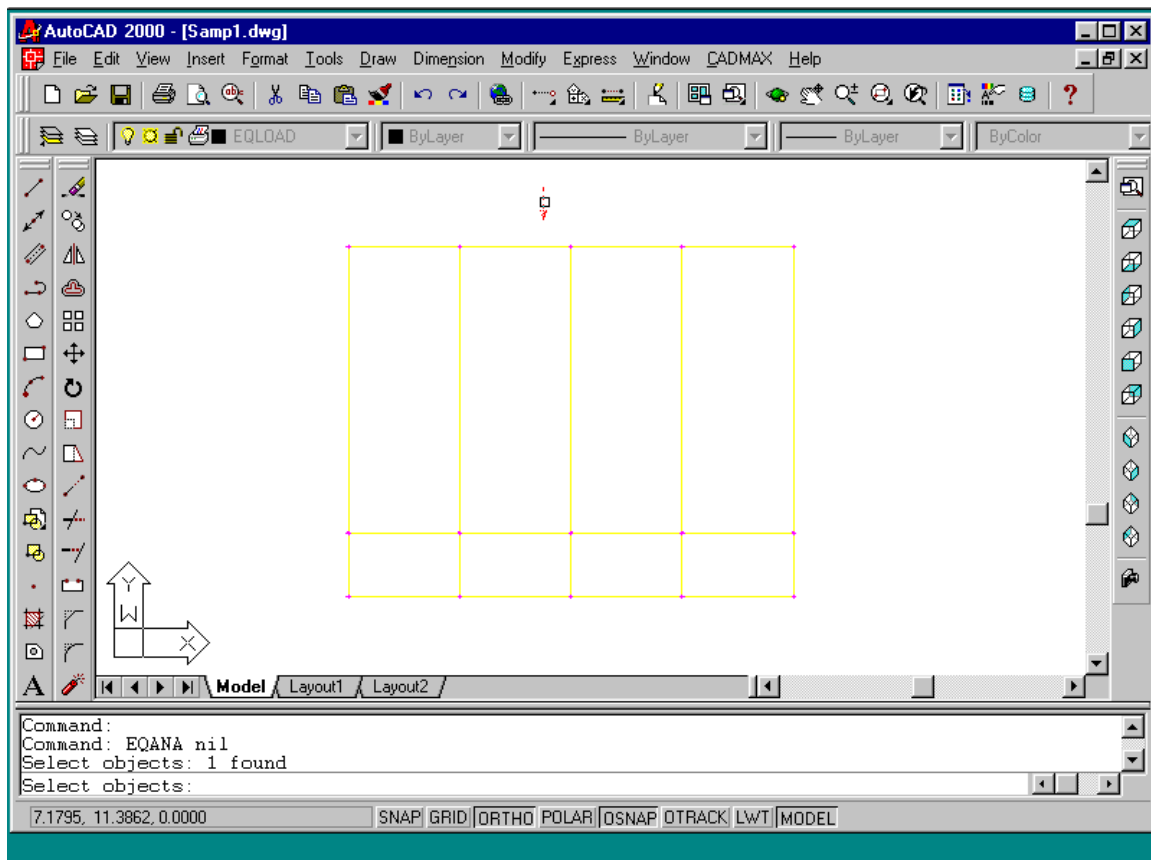 AutoCAD 2000 - [Samp1.dwg]
File Edit View Insert Format Tools Draw Dimension Modify Express Window CADMAX Help
EQLOAD ByLayer ByLayer ByLayer ByColor
Y
W
X
A
Model Layout1 Layout2
Command:
Command: EQANA nil
Select objects: 1 found
Select objects:
7.1795, 11.3862, 0.0000 SNAP GRID ORTHO POLAR OSNAP OTRACK LWT MODEL